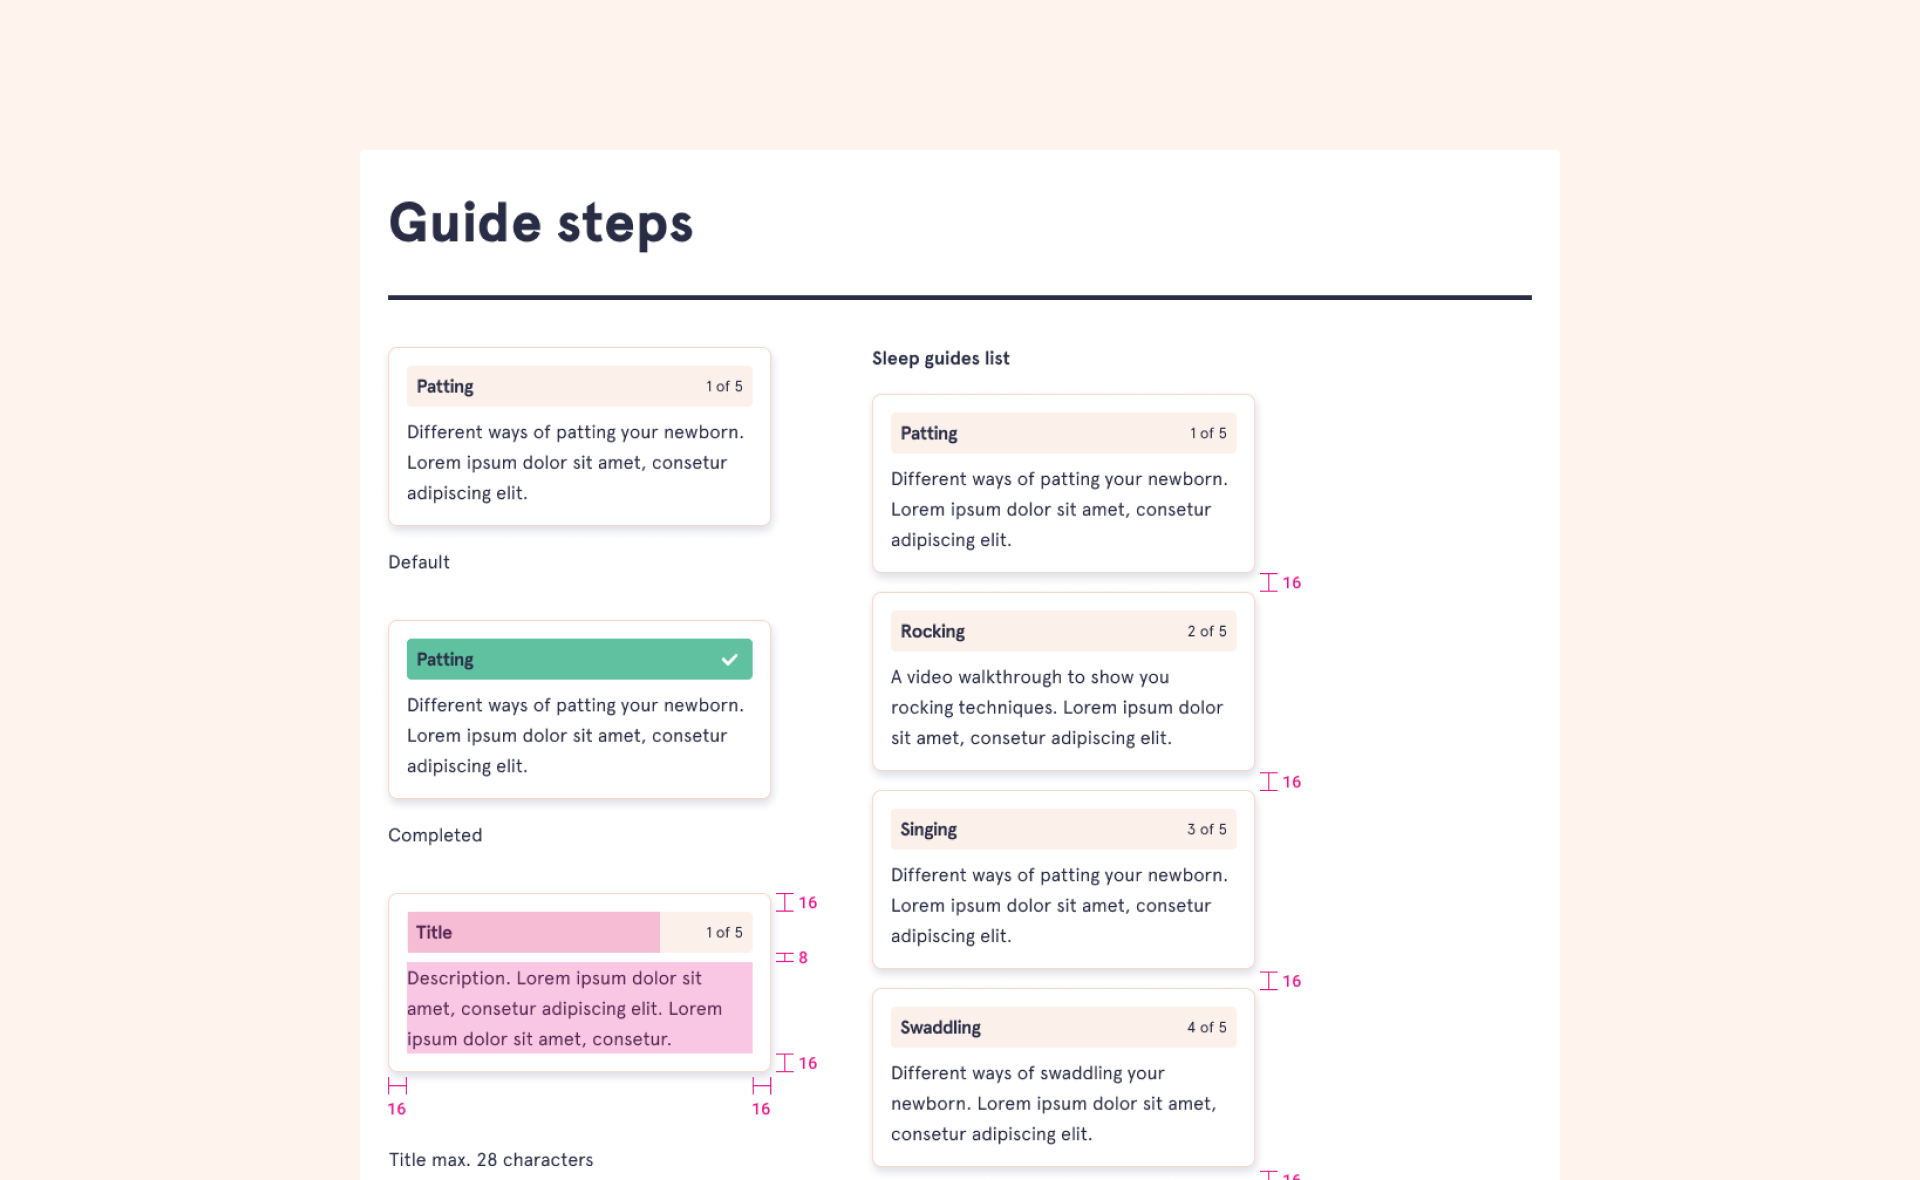 Guide steps
Patting 1 of 5
Different ways of patting your newborn.
Lorem ipsum dolor sit amet, consetur
adipiscing elit.
Default
Patting
Different ways of patting your newborn.
Lorem ipsum dolor sit amet, consetur
adipiscing elit.
Completed
16
Title 1 of 5
8
Description. Lorem ipsum dolor sit
amet, consetur adipiscing elit. Lorem
ipsum dolor sit amet, consetur.
16
16 16
Title max. 28 characters
Sleep guides list
Patting 1 of 5
Different ways of patting your newborn.
Lorem ipsum dolor sit amet, consetur
adipiscing elit.
16
Rocking 2 of 5
A video walkthrough to show you
rocking techniques. Lorem ipsum dolor
sit amet, consetur adipiscing elit.
16
Singing 3 of 5
Different ways of patting your newborn.
Lorem ipsum dolor sit amet, consetur
adipiscing elit.
16
Swaddling 4 of 5
Different ways of swaddling your
newborn. Lorem ipsum dolor sit amet,
consetur adipiscing elit.
16